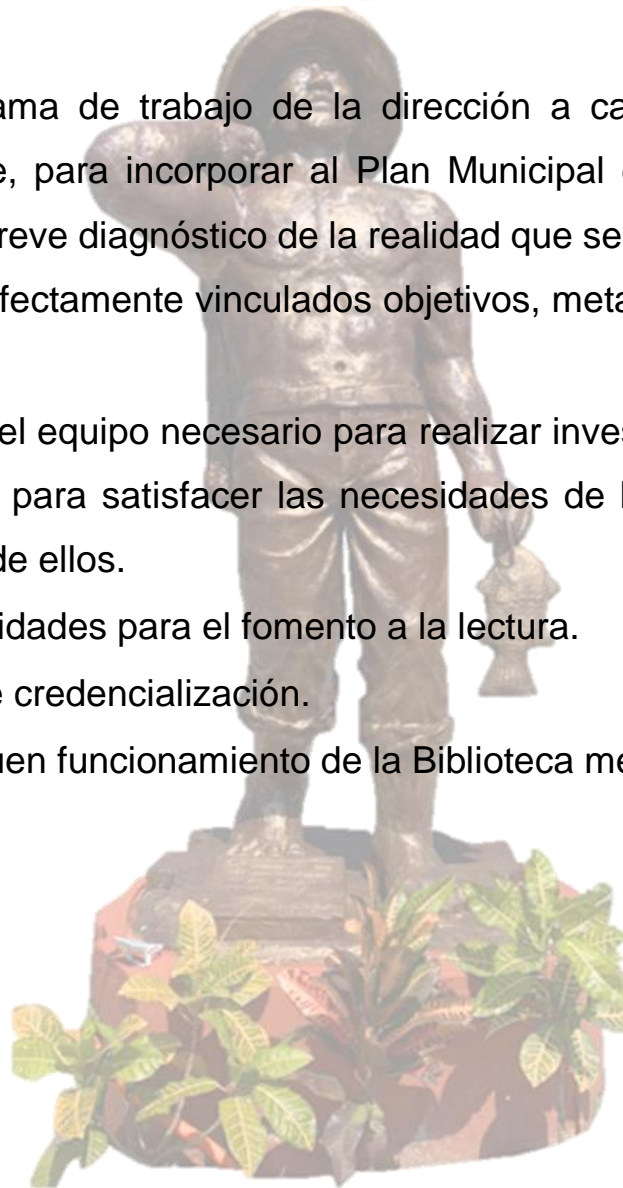 ama de trabajo de la dirección a ca
e, para incorporar al Plan Municipal
reve diagnóstico de la realidad que se
fectamente vinculados objetivos, meta
el equipo necesario para realizar inves
para satisfacer las necesidades de l
de ellos.
idades para el fomento a la lectura.
e credencialización.
uen funcionamiento de la Biblioteca me